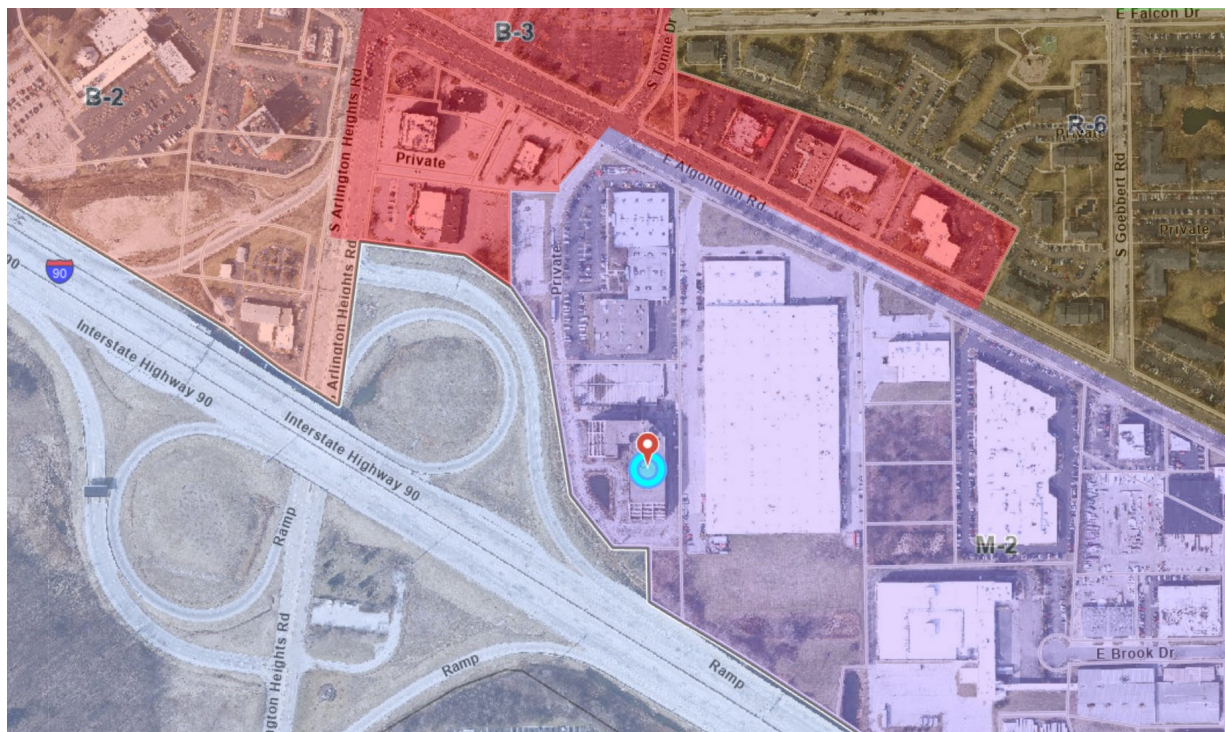 E Falcon Dr
B-3
S Tonne Dr
B-2
S Arlington Heights Rd
Private
R-6
Private
E Algonquin Rd
S Goebbert Rd
Private
Private
90
90
Arlington Heights Rd
Interstate Highway 90
Interstate Highway 90
Ramp
M-2
ngton Heights Rd
Ramp
Ramp
E Brook Dr